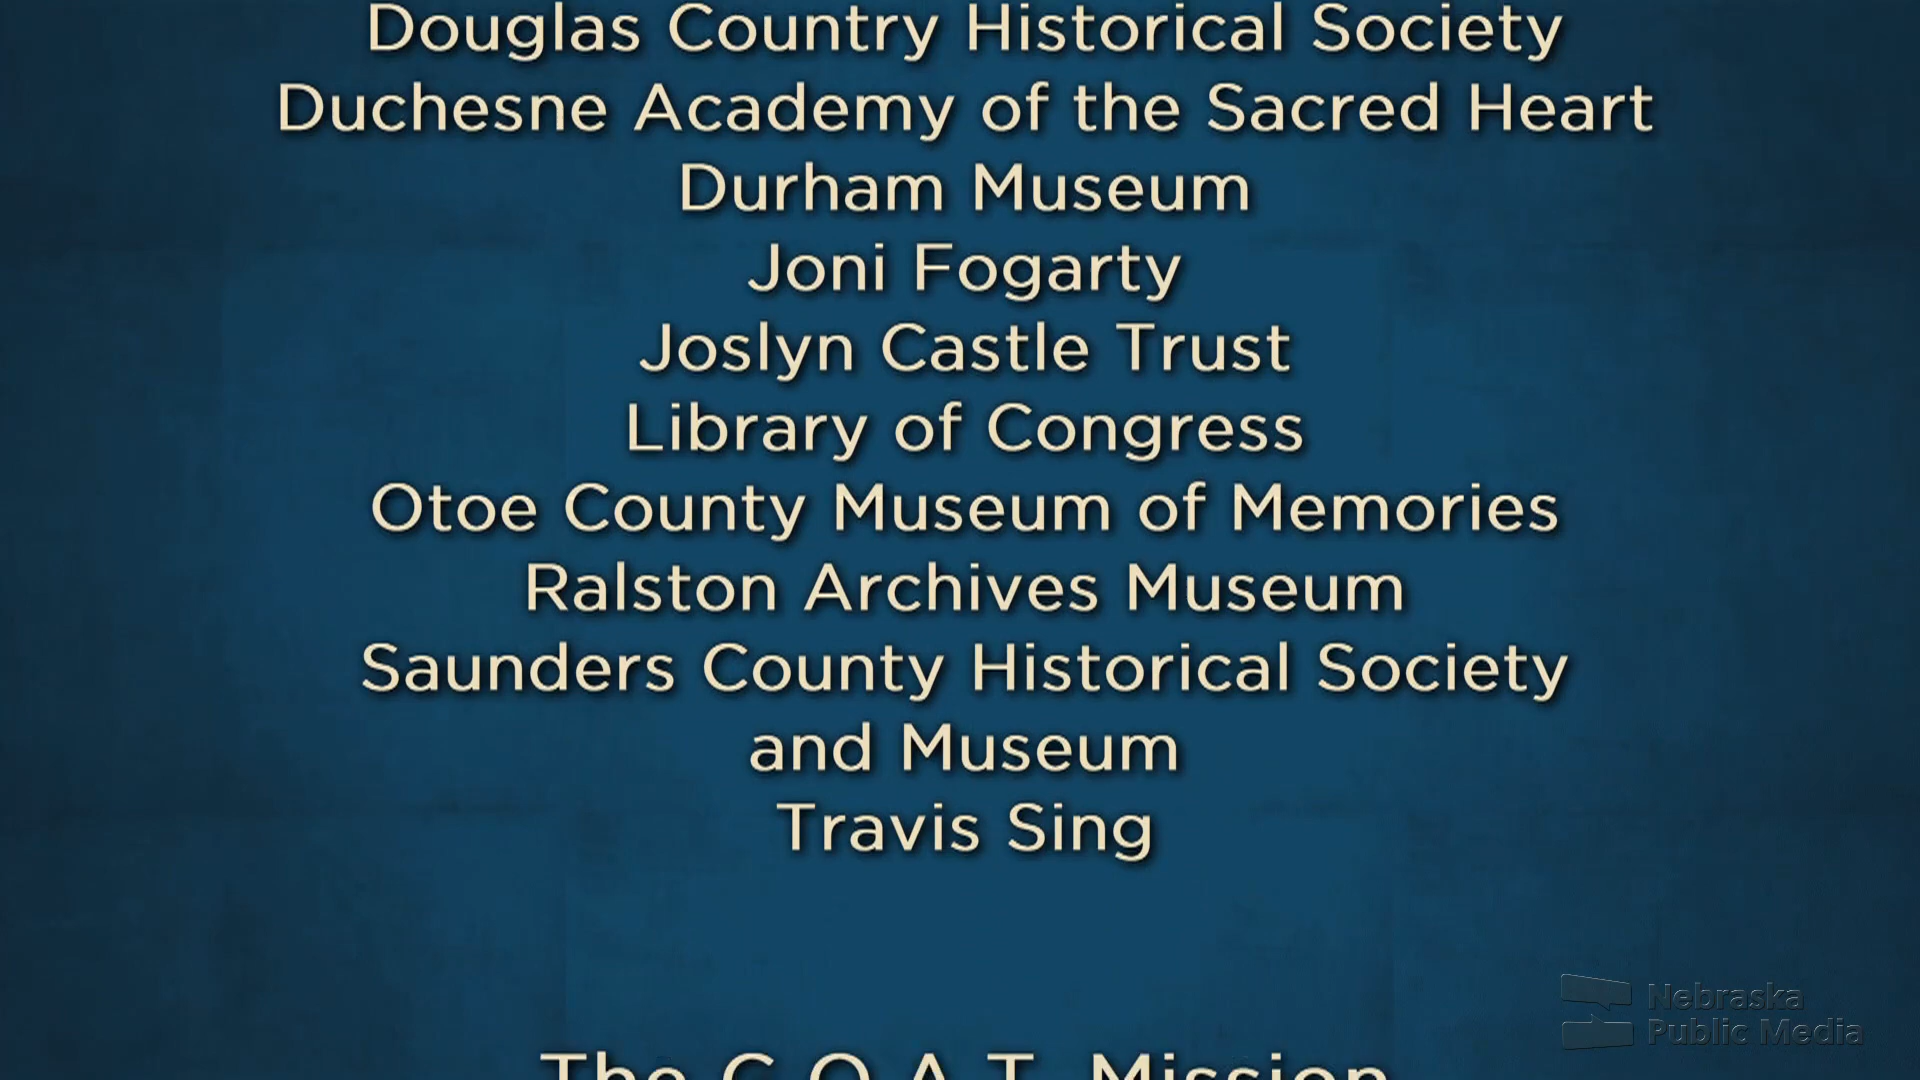 Douglas Country Historical Society
Duchesne Academy of the Sacred Heart
Durham Museum
Joni Fogarty
Joslyn Castle Trust
Library of Congress
Otoe County Museum of Memories
Ralston Archives Museum
Saunders County Historical Society
and Museum
Travis Sing
The C.O.A.T. Mission
Nebraska
Public Media